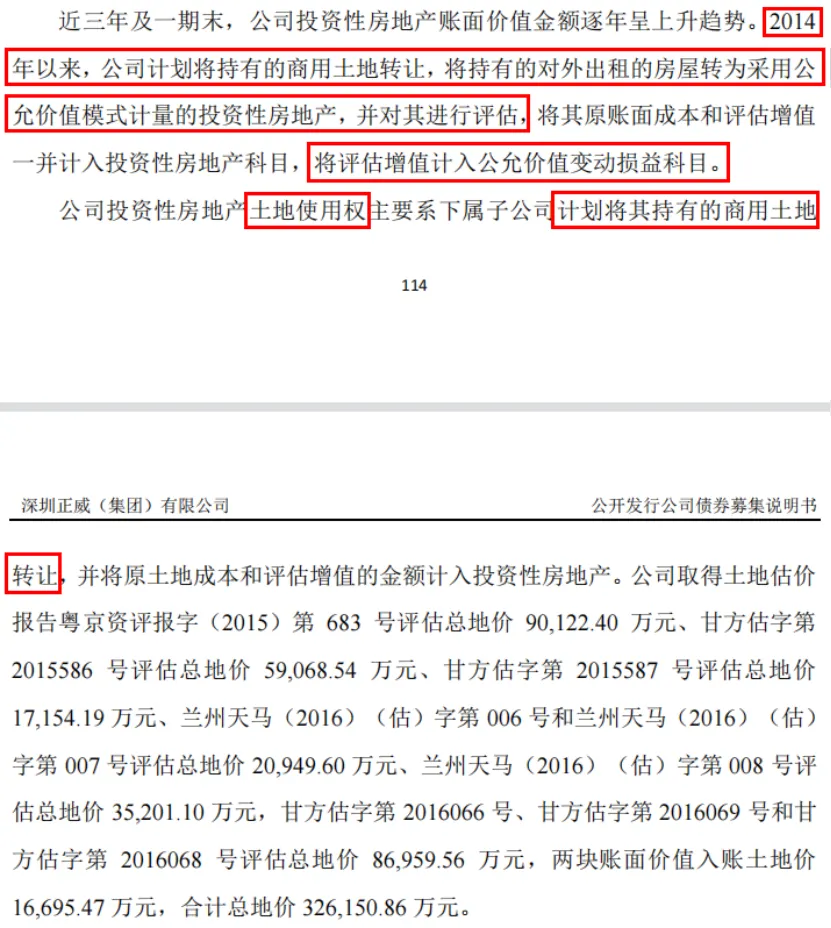 近三年及一期末，公司投资性房地产账面价值金额逐年呈上升趋势。2014
年以来，公司计划将持有的商用土地转让，将持有的对外出租的房屋转为采用公
允价值模式计量的投资性房地产，并对其进行评估，将其原账面成本和评估增值
一并计入投资性房地产科目，将评估增值计入公允价值变动损益科目。
公司投资性房地产土地使用权主要系下属子公司计划将其持有的商用土地
114
深圳正威（集团）有限公司 公开发行公司债券募集说明书
转让，并将原土地成本和评估增值的金额计入投资性房地产。公司取得土地估价
报告粤京资评报字（2015）第 683 号评估总地价 90,122.40 万元、甘方估字第
2015586 号评估总地价 59,068.54 万元、甘方估字第 2015587 号评估总地价
17,154.19 万元、兰州天马（2016）（估）字第 006 号和兰州天马（2016）（估）
字第 007 号评估总地价 20,949.60 万元、兰州天马（2016）（估）字第 008 号评
估总地价 35,201.10 万元，甘方估字第 2016066 号、甘方估字第 2016069 号和甘
方估字第 2016068 号评估总地价 86,959.56 万元，两块账面价值入账土地价
16,695.47 万元，合计总地价 326,150.86 万元。